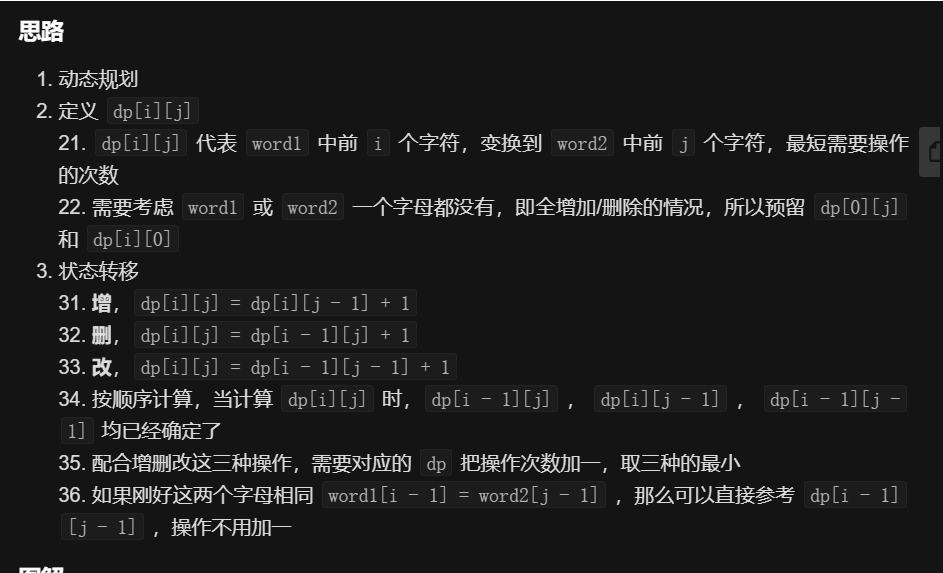 思路
1. 动态规划
2. 定义 dp[i][j]
21. dp[i][j] 代表 word1 中前 i 个字符，变换到 word2 中前 j 个字符，最短需要操作
的次数
22. 需要考虑 word1 或 word2 一个字母都没有，即全增加/删除的情况，所以预留 dp[0][j]
和 dp[i][0]
3. 状态转移
31. 增， dp[i][j] = dp[i][j - 1] + 1
32. 删， dp[i][j] = dp[i - 1][j] + 1
33. 改， dp[i][j] = dp[i - 1][j - 1] + 1
34. 按顺序计算，当计算 dp[i][j] 时， dp[i - 1][j] ， dp[i][j - 1] ， dp[i - 1][j -
1] 均已经确定了
35. 配合增删改这三种操作，需要对应的 dp 把操作次数加一，取三种的最小
36. 如果刚好这两个字母相同 word1[i - 1] = word2[j - 1] ，那么可以直接参考 dp[i - 1]
[j - 1] ，操作不用加一